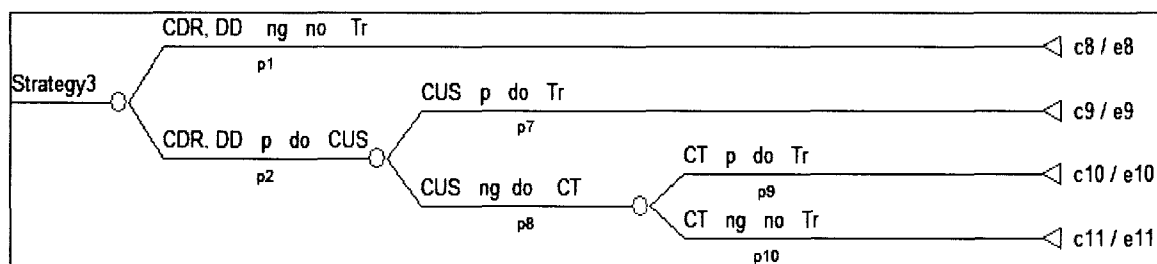 CDR, DD ng no Tr
p1
c8 / e8
Strategy3
CUS p do Tr
p7
c9 / e9
CDR, DD p do CUS
p2
CT p do Tr
p9
c10 / e10
CUS ng do CT
p8
CT ng no Tr
p10
c11 / e11